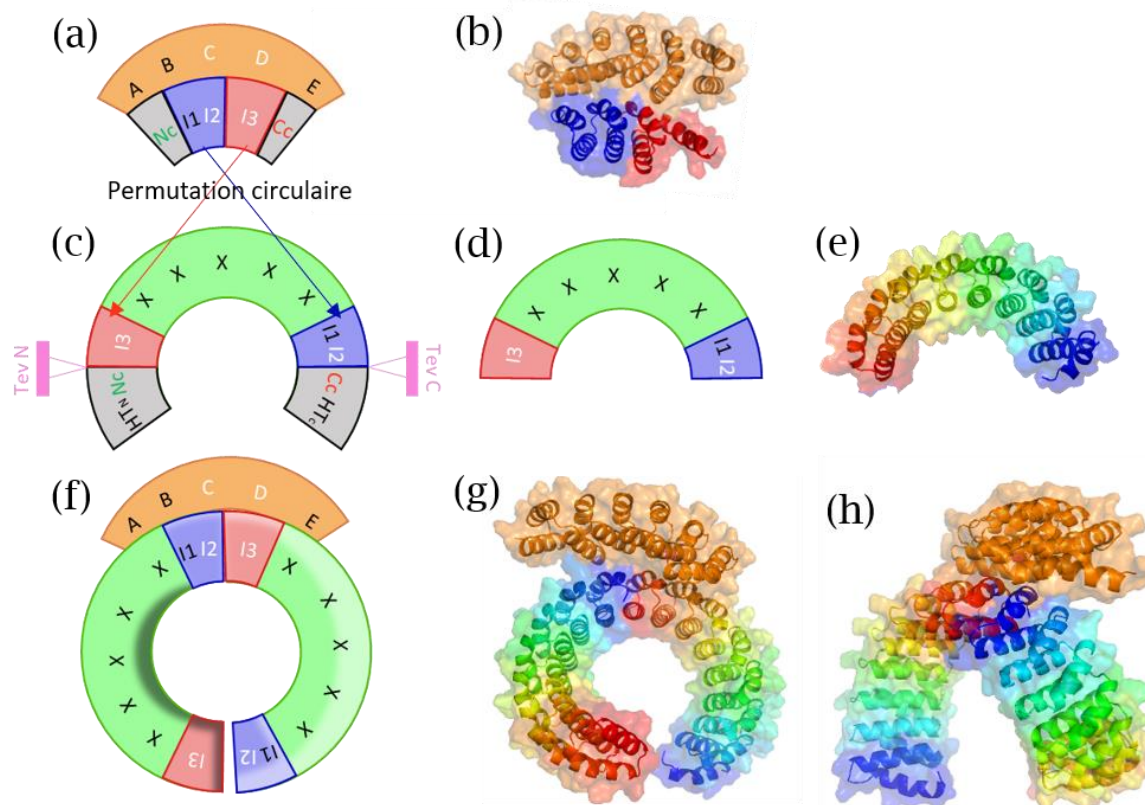 (a)
A B C D E
Nc I1 I2 I3 Cc
(b)
Permutation circulaire
(c)
X X X X X
I3 I1 I2
Tev N
Tev C
HTN Nc
Cc HTc
(d)
X X X X X
I3 I1 I2
(e)
(f)
A B C D E
I1 I2 I3
X X
X X
X X
X X
X X
I3 I2 I1
(g)
(h)